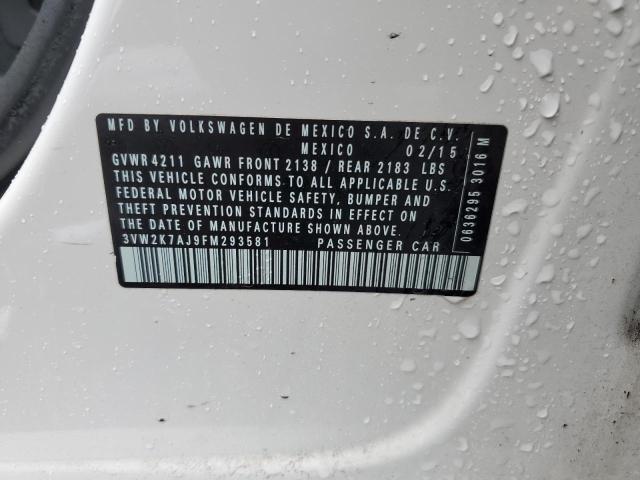 MFD BY VOLKSWAGEN DE MEXICO S.A. DE C.V.
MEXICO 02/15
GVWR 4211 GAWR FRONT 2138 / REAR 2183 LBS
THIS VEHICLE CONFORMS TO ALL APPLICABLE U.S.
FEDERAL MOTOR VEHICLE SAFETY, BUMPER AND
THEFT PREVENTION STANDARDS IN EFFECT ON
THE DATE OF MANUFACTURE SHOWN ABOVE.
3VW2K7AJ9FM293581 PASSENGER CAR
0636295 3016 M